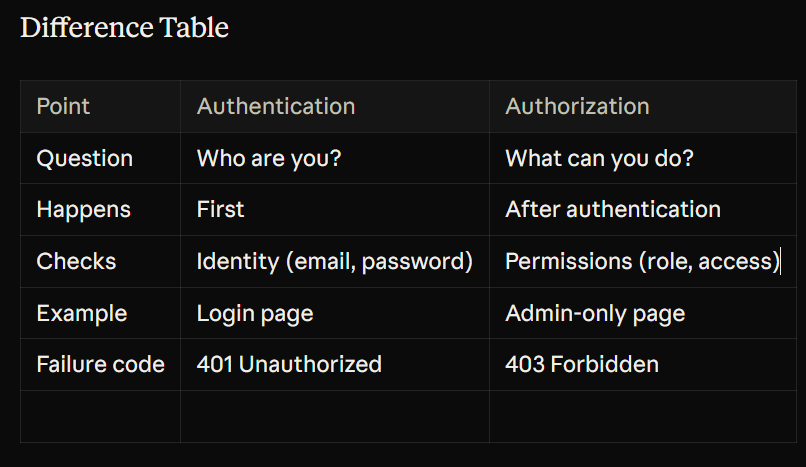 Difference Table
Point Authentication Authorization
Question Who are you? What can you do?
Happens First After authentication
Checks Identity (email, password) Permissions (role, access)
Example Login page Admin-only page
Failure code 401 Unauthorized 403 Forbidden